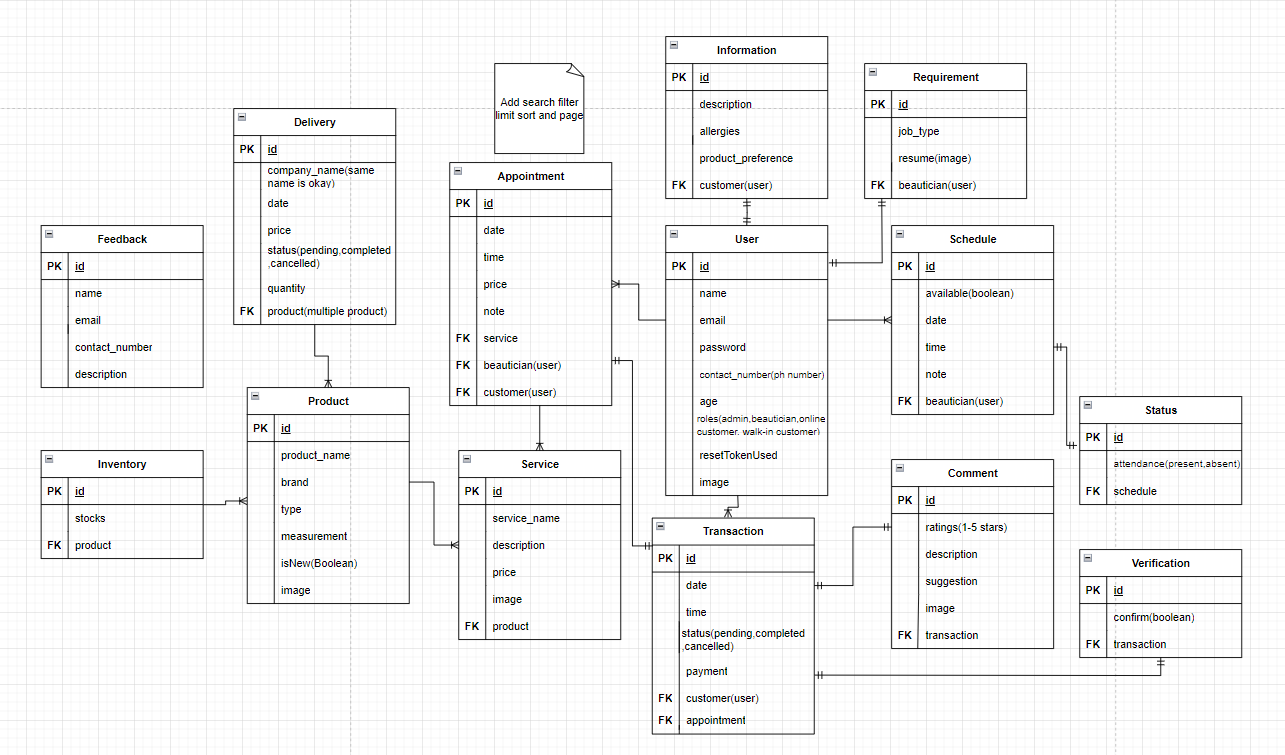 Add search filter
limit sort and page
Information
PK id
description
allergies
product_preference
FK customer(user)
Requirement
PK id
job_type
resume(image)
FK beautician(user)
Delivery
PK id
company_name(same
name is okay)
date
price
status(pending,completed
,cancelled)
quantity
FK product(multiple product)
Appointment
PK id
date
time
price
note
FK service
FK beautician(user)
FK customer(user)
Feedback
PK id
name
email
contact_number
description
User
PK id
name
email
password
contact_number(ph number)
age
roles(admin,beautician,online
customer, walk-in customer)
resetTokenUsed
image
Schedule
PK id
available(boolean)
date
time
note
FK beautician(user)
Product
PK id
product_name
brand
type
measurement
isNew(Boolean)
image
Status
PK id
attendance(present,absent)
FK schedule
Inventory
PK id
stocks
FK product
Service
PK id
service_name
description
price
image
FK product
Comment
PK id
ratings(1-5 stars)
description
suggestion
image
FK transaction
Transaction
PK id
date
time
status(pending,completed
,cancelled)
payment
FK customer(user)
FK appointment
Verification
PK id
confirm(boolean)
FK transaction